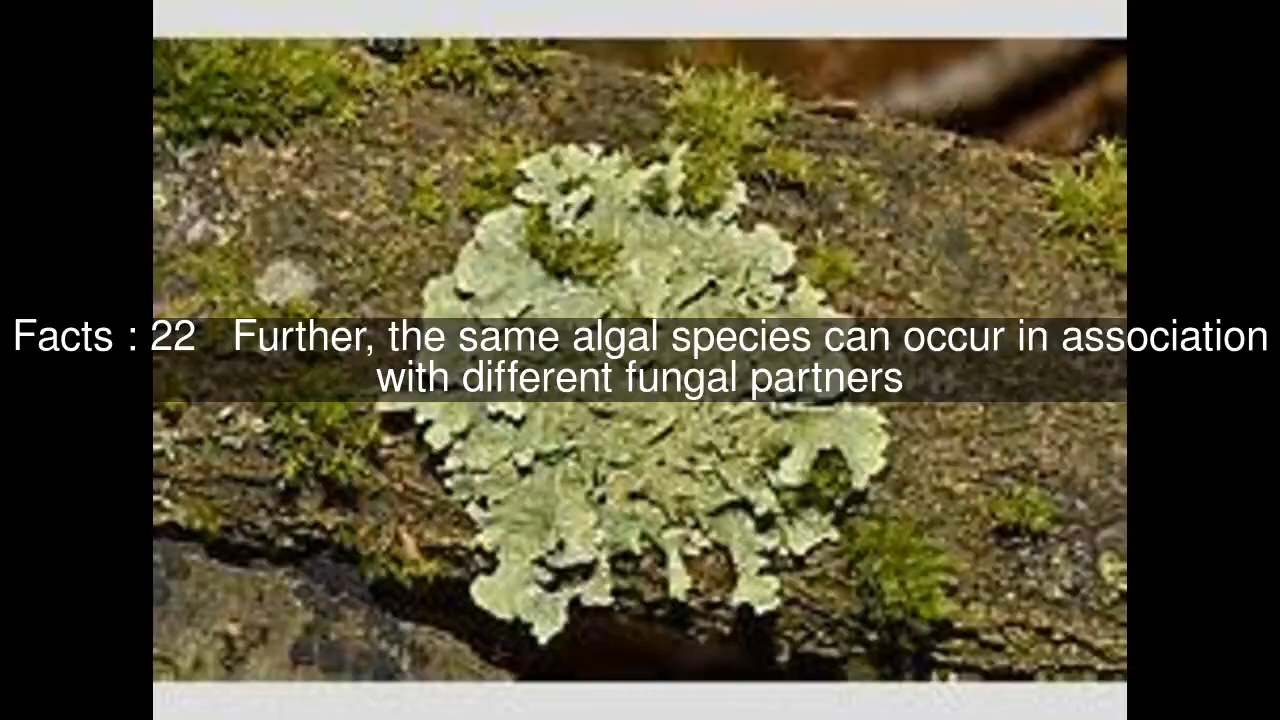 Facts : 22   Further, the same algal species can occur in association
with different fungal partners